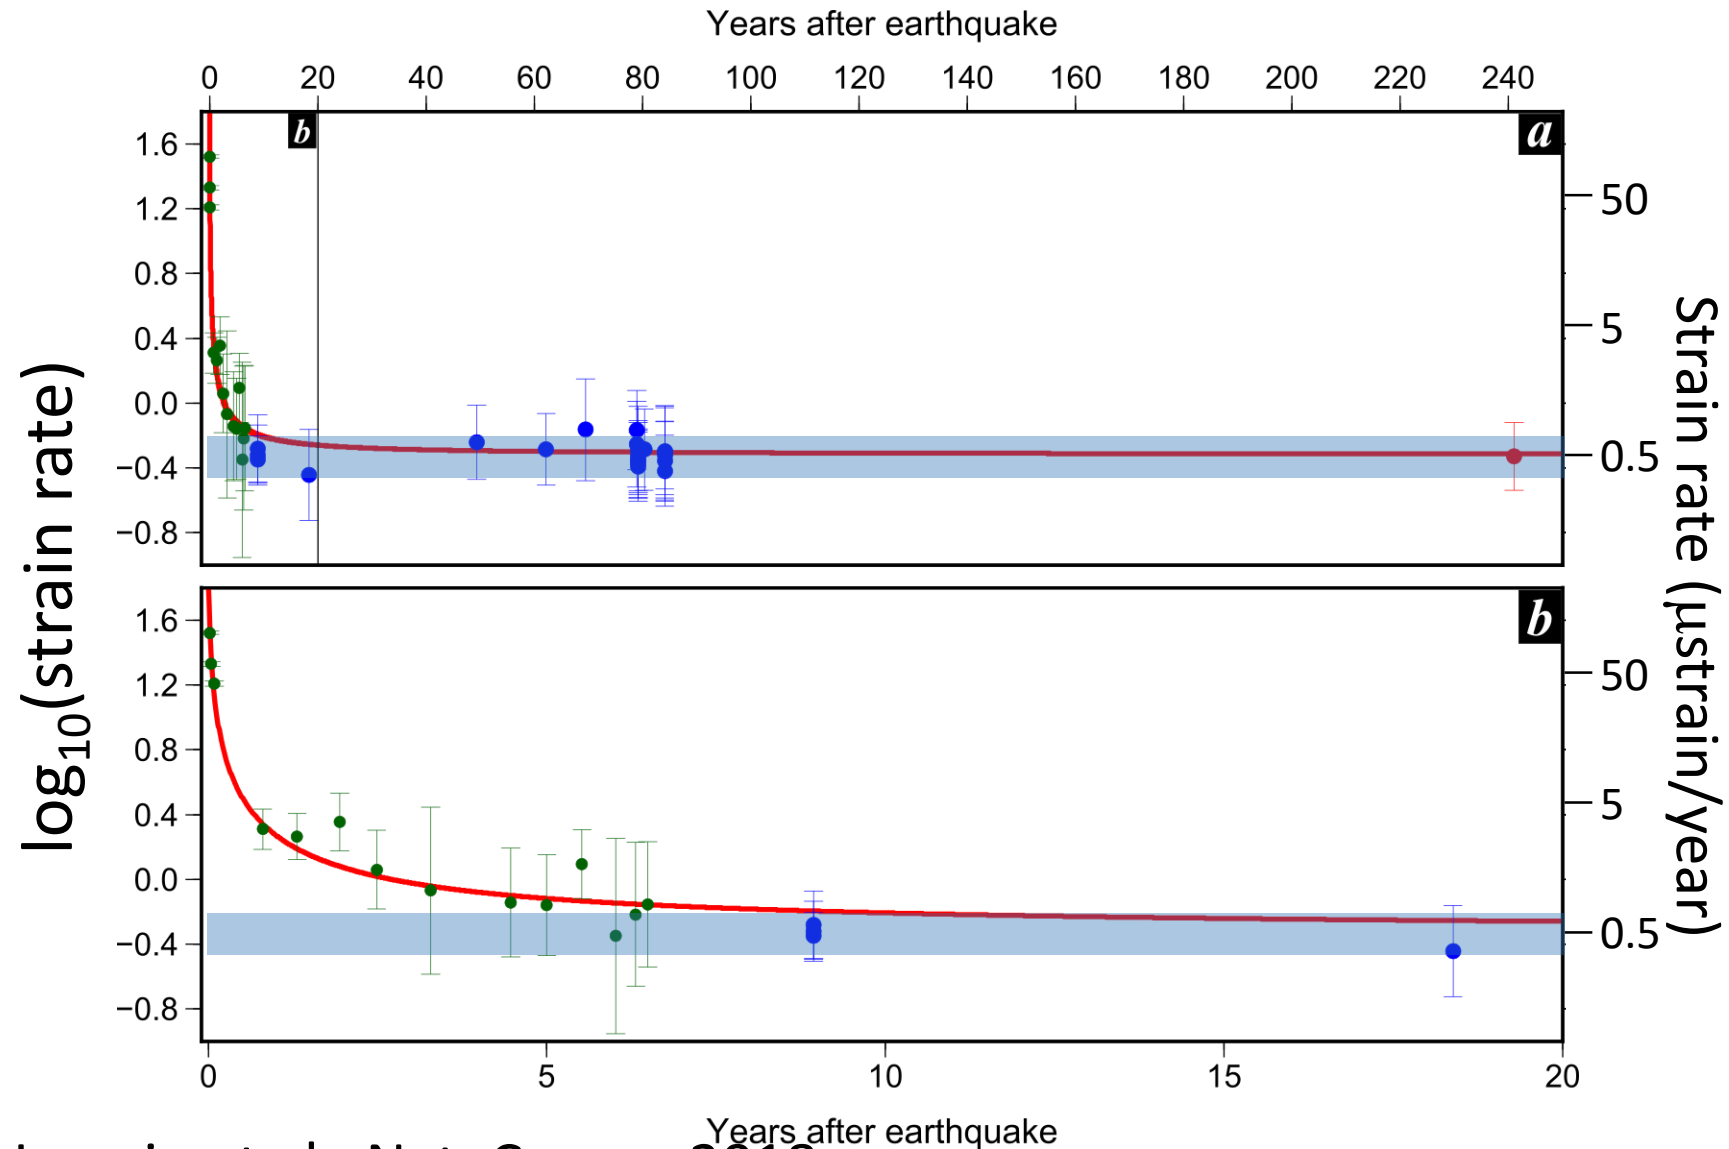 Years after earthquake
0 20 40 60 80 100 120 140 160 180 200 220 240
b
a
1.6
1.2
0.8
0.4
0.0
−0.4
−0.8
50
5
0.5
b
1.6
1.2
0.8
0.4
0.0
−0.4
−0.8
50
5
0.5
0 5 10 15 20
Years after earthquake
log10(strain rate)
Strain rate (μstrain/year)